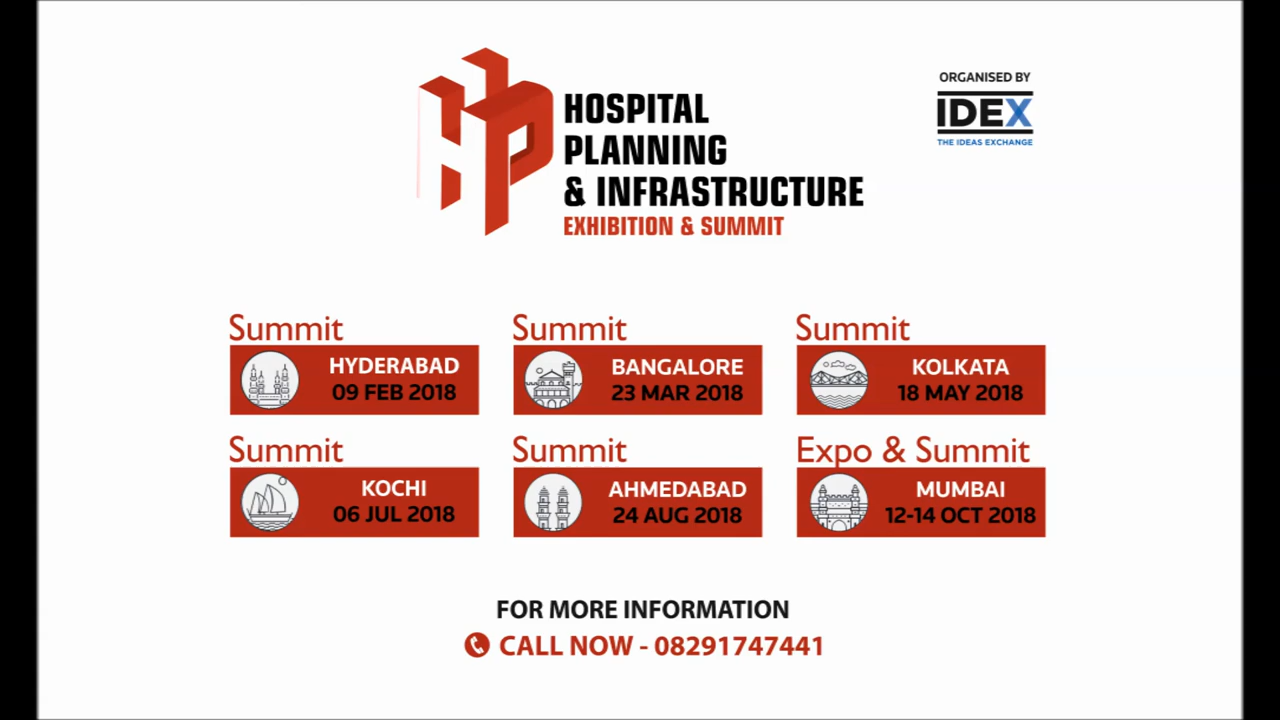 HP
HOSPITAL
PLANNING
& INFRASTRUCTURE
EXHIBITION & SUMMIT
ORGANISED BY
IDEX
THE IDEAS EXCHANGE
Summit
HYDERABAD
09 FEB 2018
Summit
BANGALORE
23 MAR 2018
Summit
KOLKATA
18 MAY 2018
Summit
KOCHI
06 JUL 2018
Summit
AHMEDABAD
24 AUG 2018
Expo & Summit
MUMBAI
12-14 OCT 2018
FOR MORE INFORMATION
CALL NOW - 08291747441